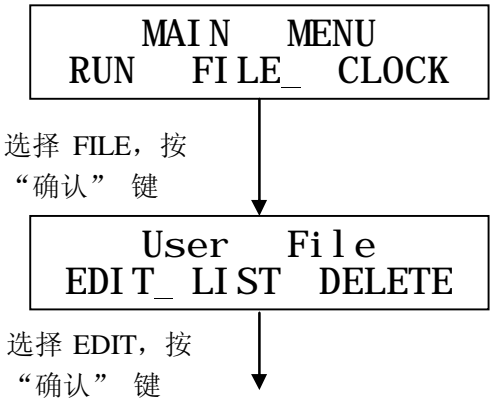 MAIN MENU
RUN FILE_ CLOCK
选择 FILE，按
“确认” 键
User File
EDIT_ LIST DELETE
选择 EDIT，按
“确认” 键